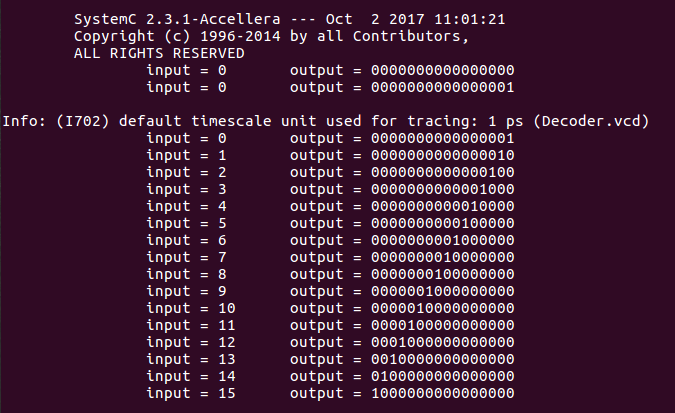 SystemC 2.3.1-Accellera --- Oct  2 2017 11:01:21
Copyright (c) 1996-2014 by all Contributors,
ALL RIGHTS RESERVED
input = 0 output = 0000000000000000
input = 0 output = 0000000000000001
Info: (I702) default timescale unit used for tracing: 1 ps (Decoder.vcd)
input = 0 output = 0000000000000001
input = 1 output = 0000000000000010
input = 2 output = 0000000000000100
input = 3 output = 0000000000001000
input = 4 output = 0000000000010000
input = 5 output = 0000000000100000
input = 6 output = 0000000001000000
input = 7 output = 0000000010000000
input = 8 output = 0000000100000000
input = 9 output = 0000001000000000
input = 10 output = 0000010000000000
input = 11 output = 0000100000000000
input = 12 output = 0001000000000000
input = 13 output = 0010000000000000
input = 14 output = 0100000000000000
input = 15 output = 1000000000000000